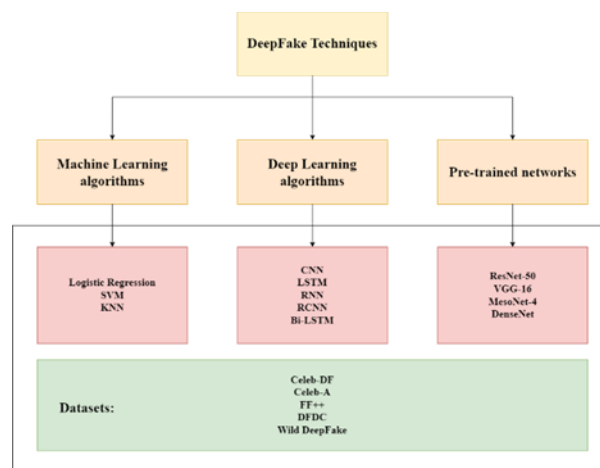 DeepFake Techniques
Machine Learning
algorithms
Deep Learning
algorithms
Pre-trained networks
Logistic Regression
SVM
KNN
CNN
LSTM
RNN
RCNN
Bi-LSTM
ResNet-50
VGG-16
MesoNet-4
DenseNet
Datasets:
Celeb-DF
Celeb-A
FF++
DFDC
Wild DeepFake